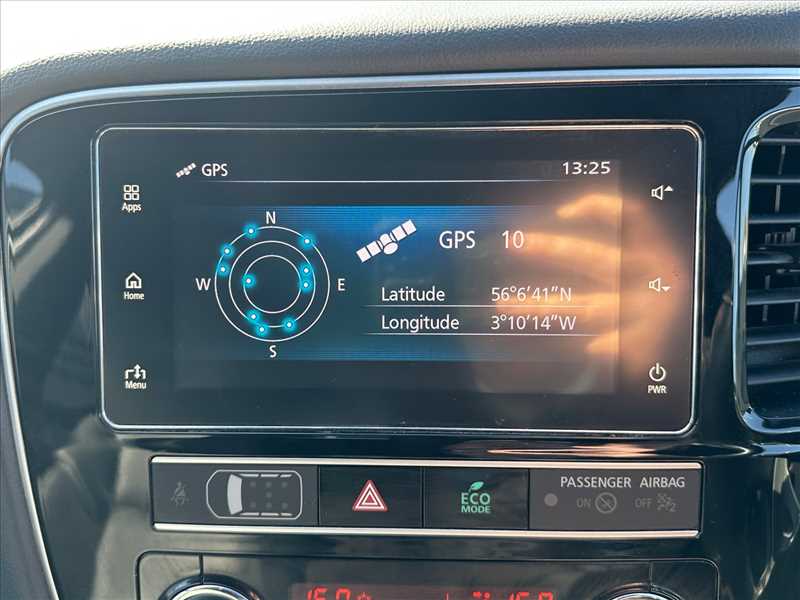 GPS 13:25
Apps
Home
Menu
N
W E
S
GPS 10
Latitude 56°6'41"N
Longitude 3°10'14"W
PWR
ECO
MODE
PASSENGER AIRBAG
ON OFF